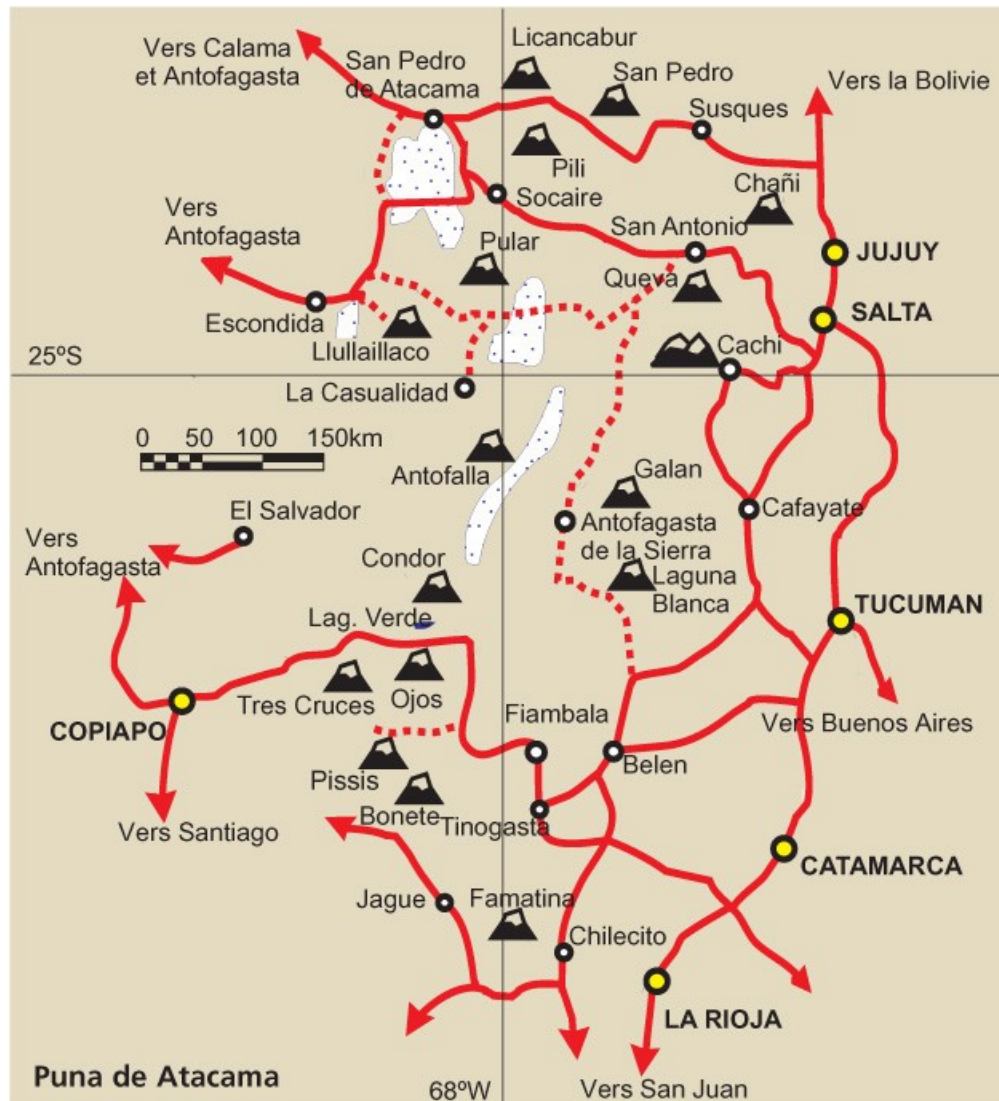 Licancabur
Vers Calama
et Antofagasta
San Pedro
de Atacama
San Pedro
Vers la Bolivie
Susques
Pili
Chañi
Socaire
Vers
Antofagasta
San Antonio
Pular
JUJUY
Queva
SALTA
Escondida
Llullaillaco
Cachi
25ºS
La Casualidad
0 50 100 150km
Antofalla
Galan
El Salvador
Cafayate
Vers
Antofagasta
Antofagasta
de la Sierra
Condor
Laguna
Blanca
TUCUMAN
Lag. Verde
Tres Cruces
Ojos
Fiambala
Vers Buenos Aires
COPIAPO
Belen
Pissis
Bonete
Tinogasta
Vers Santiago
CATAMARCA
Jague
Famatina
Chilecito
LA RIOJA
Puna de Atacama
68ºW
Vers San Juan